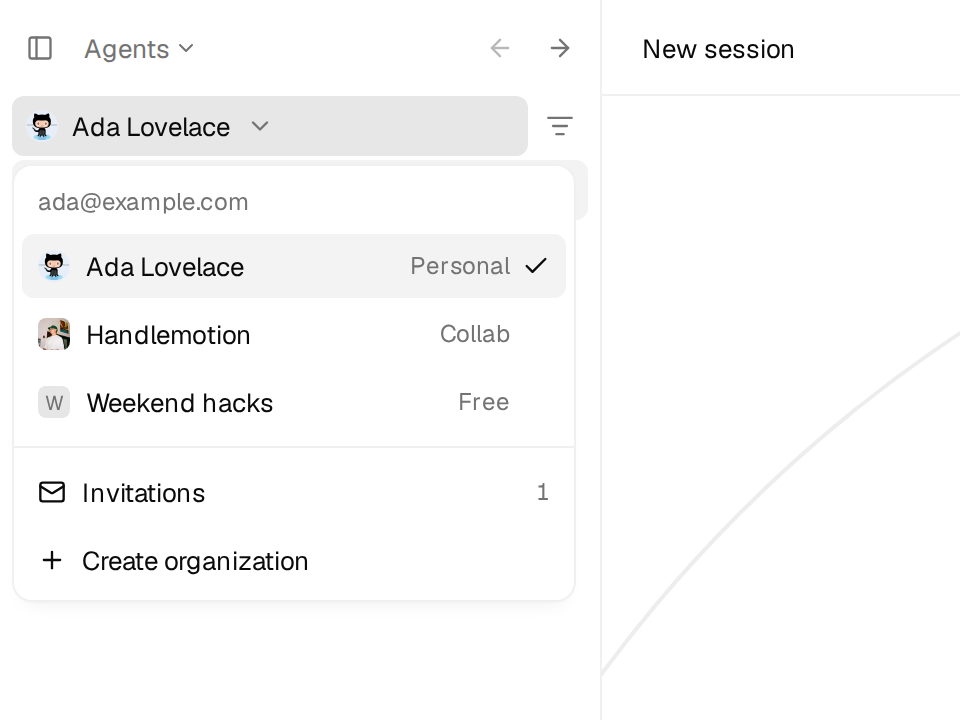 Agents
New session
Ada Lovelace
ada@example.com
Ada Lovelace Personal
Handlemotion Collab
W Weekend hacks Free
Invitations 1
Create organization